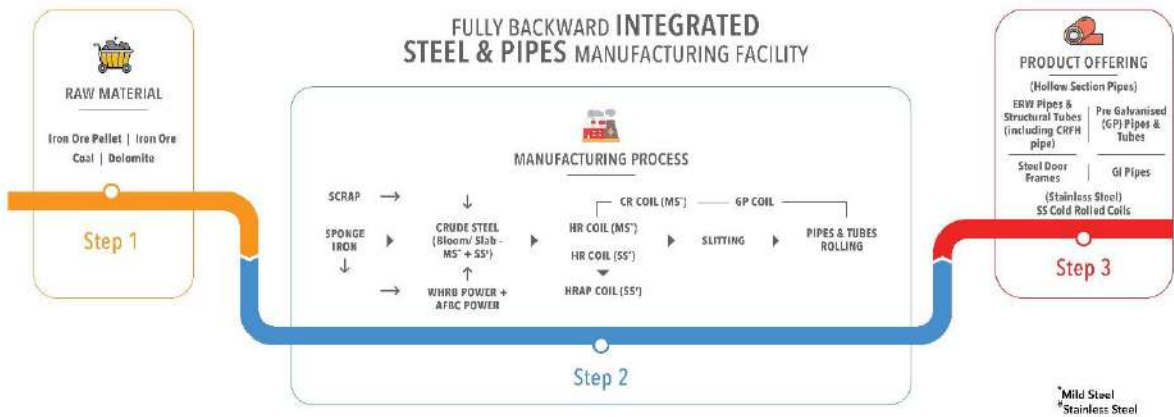 FULLY BACKWARD INTEGRATED
STEEL & PIPES MANUFACTURING FACILITY
RAW MATERIAL
Iron Ore Pellet | Iron Ore
Coal | Dolomite
Step 1
MANUFACTURING PROCESS
SCRAP
SPONGE
IRON
CRUDE STEEL
(Bloom/ Slab -
MS* + SS#)
WHRB POWER +
AFBC POWER
CR COIL (MS*)
GP COIL
HR COIL (MS*)
HR COIL (SS#)
HRAP COIL (SS#)
SLITTING
PIPES & TUBES
ROLLING
Step 2
PRODUCT OFFERING
(Hollow Section Pipes)
ERW Pipes &
Structural Tubes
(including CRFH
pipe)
Pre Galvanised
(GP) Pipes &
Tubes
Steel Door
Frames
GI Pipes
(Stainless Steel)
SS Cold Rolled Coils
Step 3
*Mild Steel
#Stainless Steel